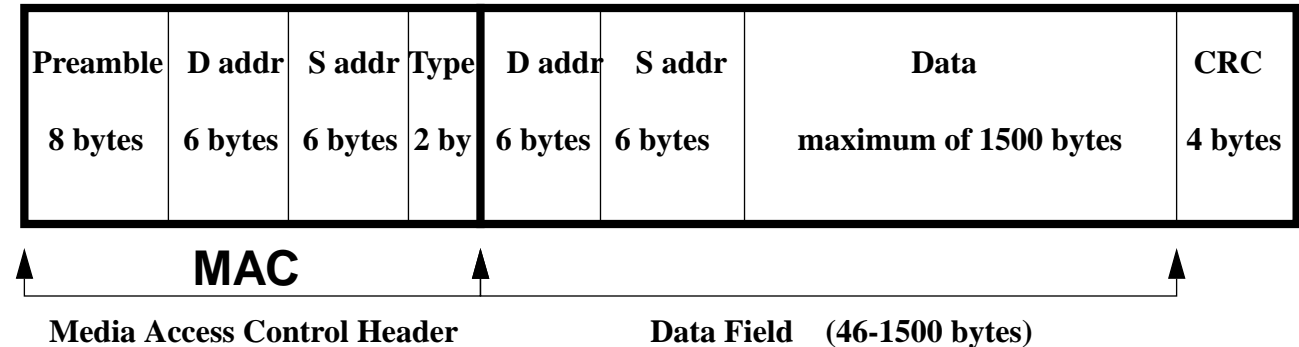 Preamble D addr S addr Type D addr S addr Data CRC
8 bytes 6 bytes 6 bytes 2 by 6 bytes 6 bytes maximum of 1500 bytes 4 bytes
MAC
Media Access Control Header Data Field (46-1500 bytes)